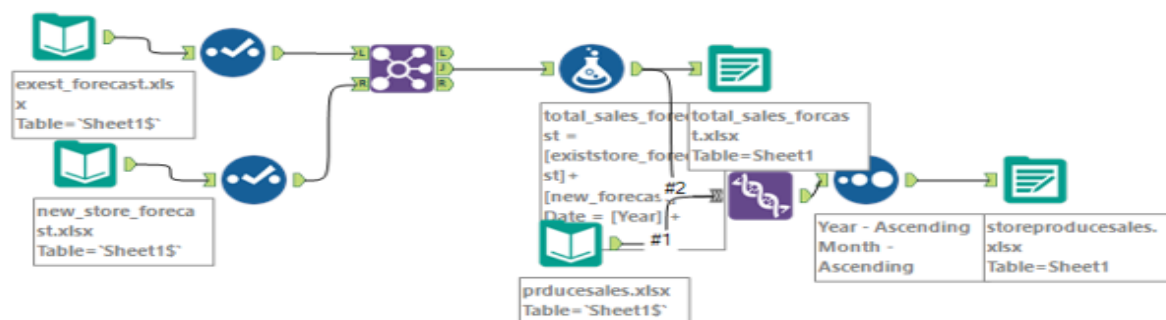 L
L
J
R
R
exest_forecast.xls
x
Table=`Sheet1$`
new_store_foreca
st.xlsx
Table=`Sheet1$`
total_sales_forec
st =
[existstore_fore
st]+
[new_forecas
Date = [Year] +
total_sales_forcas
t.xlsx
Table=Sheet1
#2
#1
prducesales.xlsx
Table=`Sheet1$`
Year - Ascending
Month -
Ascending
storeproducesales.
xlsx
Table=Sheet1